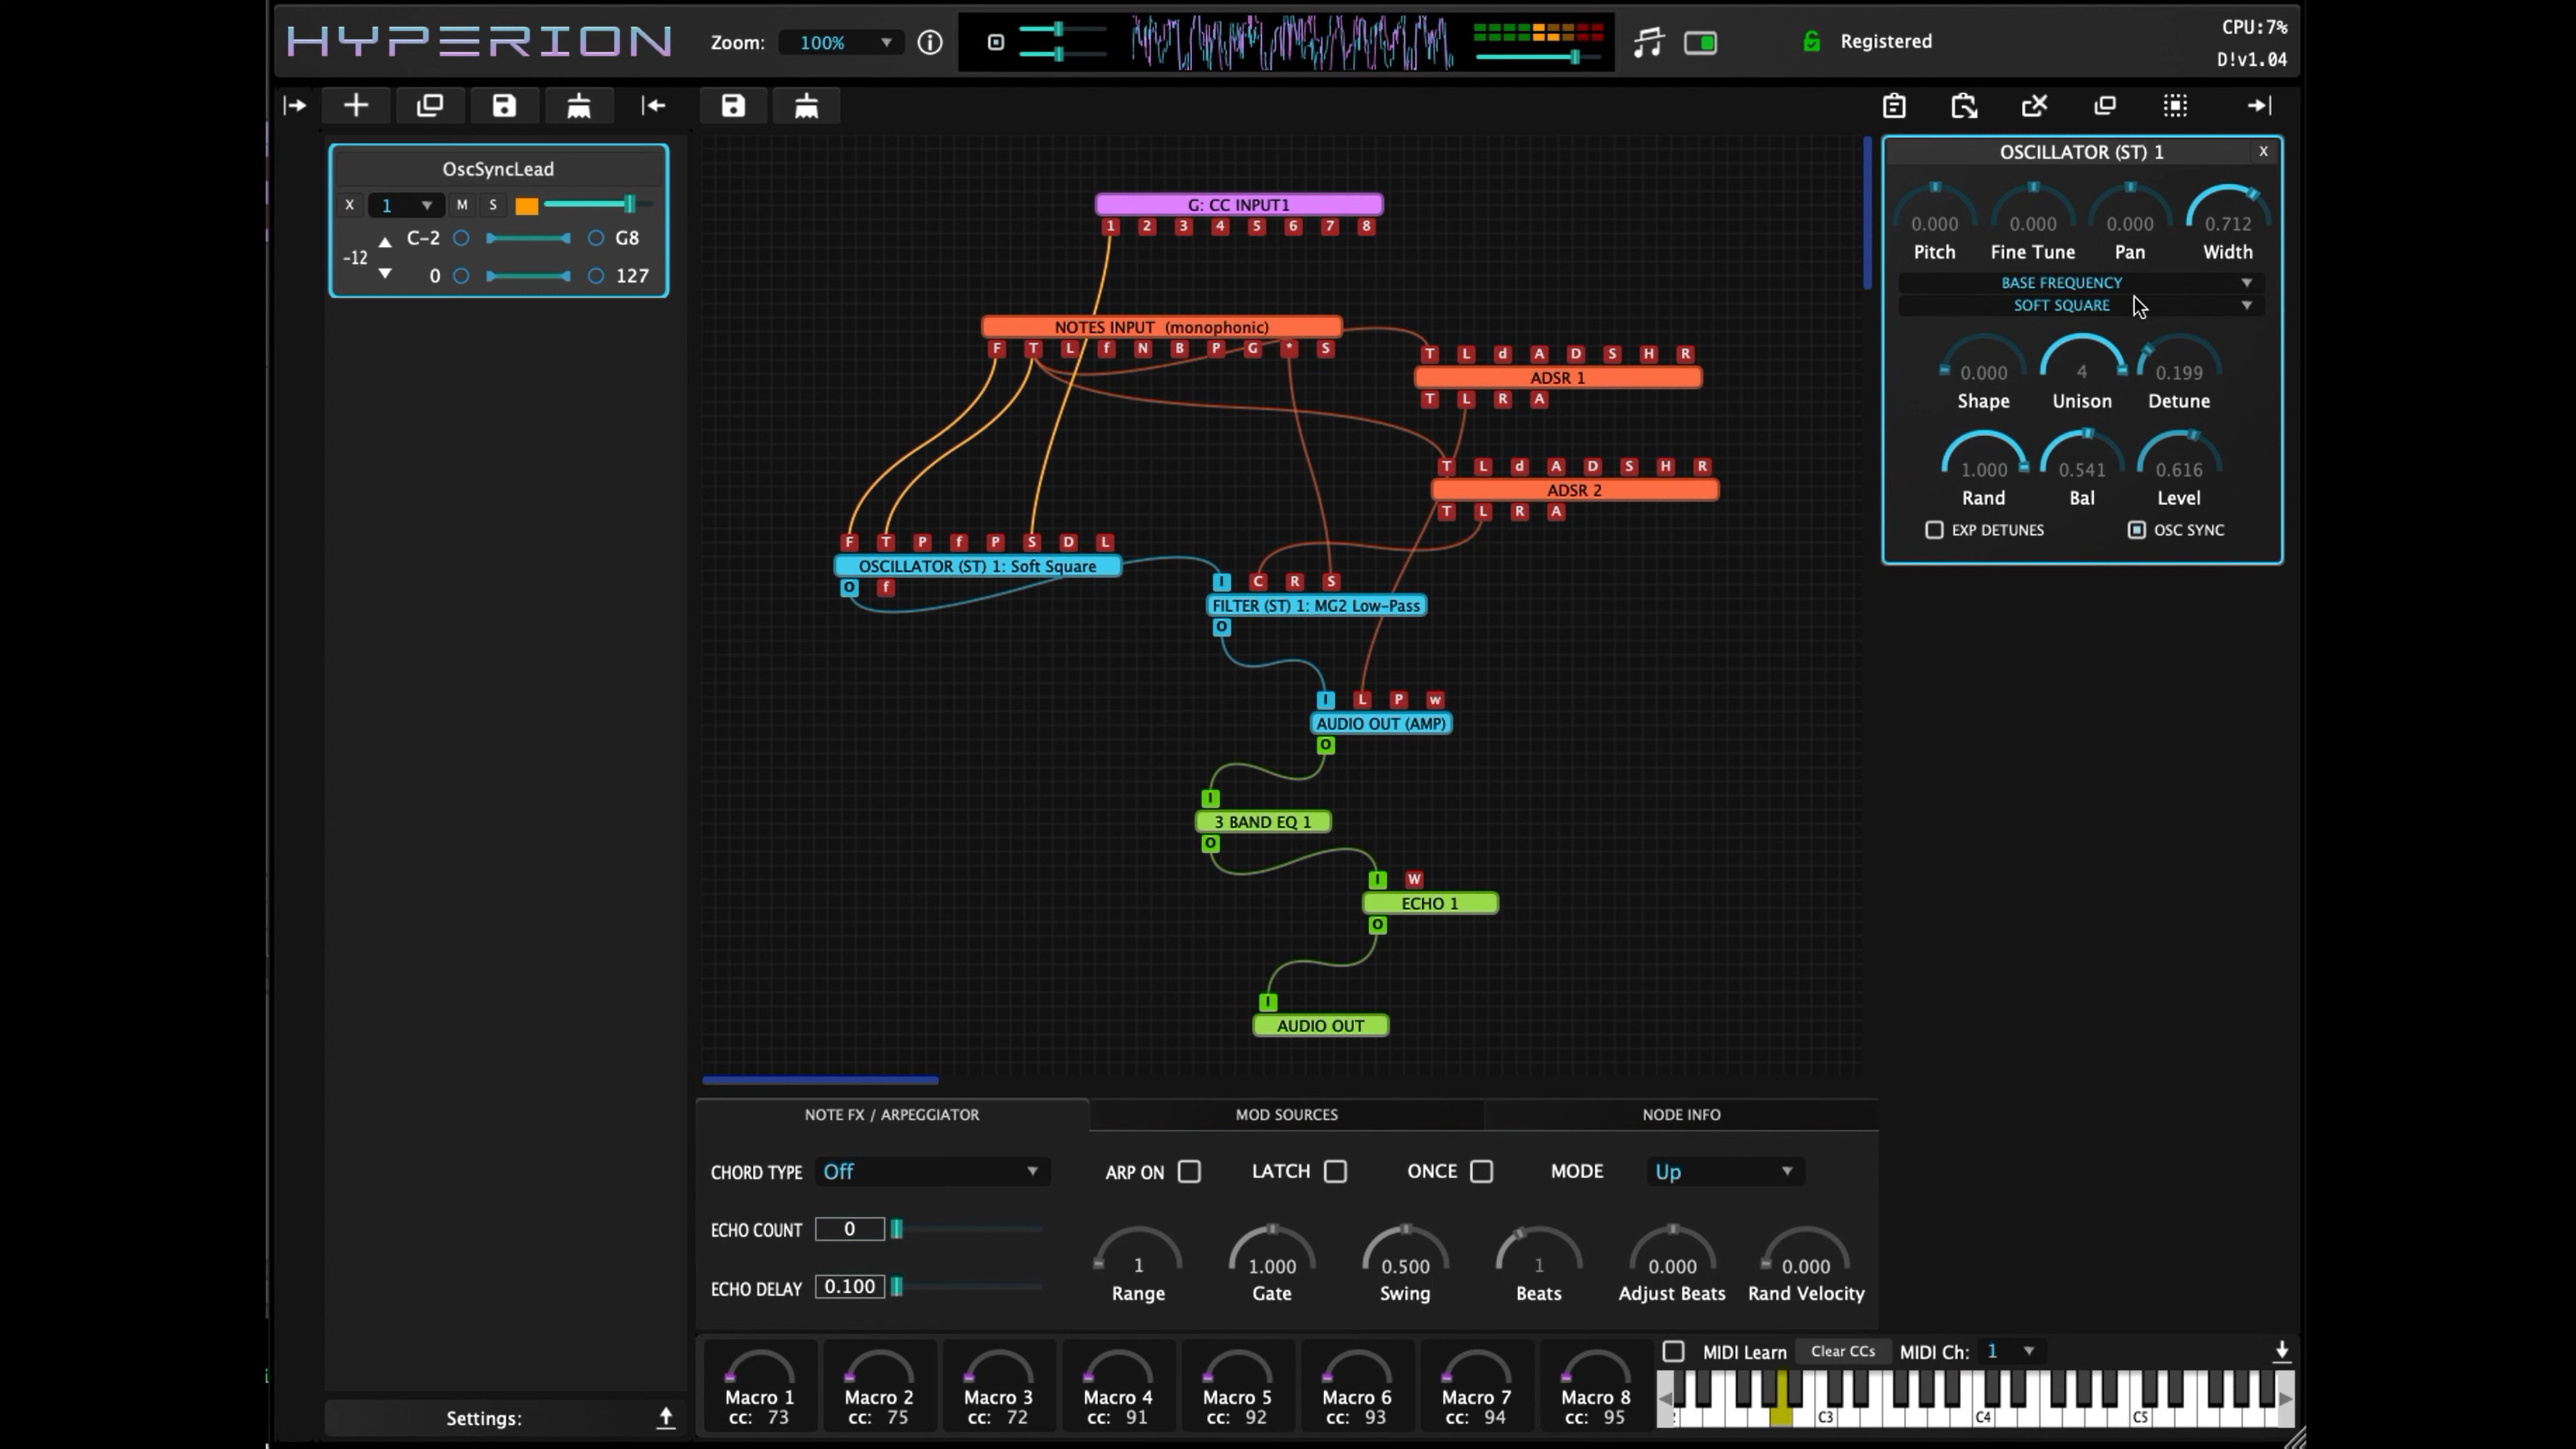 HYPERION
Zoom: 100%
Registered
CPU:7%
D!v1.04
OscSyncLead
X 1 M S
-12 C-2 G8
0 127
G: CC INPUT1
1 2 3 4 5 6 7 8
NOTES INPUT (monophonic)
F T L f N B P G * S
T L d A D S H R
ADSR 1
T L R A
T L d A D S H R
ADSR 2
T L R A
F T P f P S D L
OSCILLATOR (ST) 1: Soft Square
O f
I C R S
FILTER (ST) 1: MG2 Low-Pass
O
I L P w
AUDIO OUT (AMP)
O
I
3 BAND EQ 1
O
I W
ECHO 1
O
I
AUDIO OUT
OSCILLATOR (ST) 1 X
0.000 0.000 0.000 0.712
Pitch Fine Tune Pan Width
BASE FREQUENCY
SOFT SQUARE
0.000 4 0.199
Shape Unison Detune
1.000 0.541 0.616
Rand Bal Level
EXP DETUNES OSC SYNC
NOTE FX / ARPEGGIATOR MOD SOURCES NODE INFO
CHORD TYPE Off ARP ON LATCH ONCE MODE Up
ECHO COUNT 0
ECHO DELAY 0.100
1 1.000 0.500 1 0.000 0.000
Range Gate Swing Beats Adjust Beats Rand Velocity
Settings:
Macro 1 Macro 2 Macro 3 Macro 4 Macro 5 Macro 6 Macro 7 Macro 8
cc: 73 cc: 75 cc: 72 cc: 91 cc: 92 cc: 93 cc: 94 cc: 95
MIDI Learn Clear CCs MIDI Ch: 1
C3 C4 C5